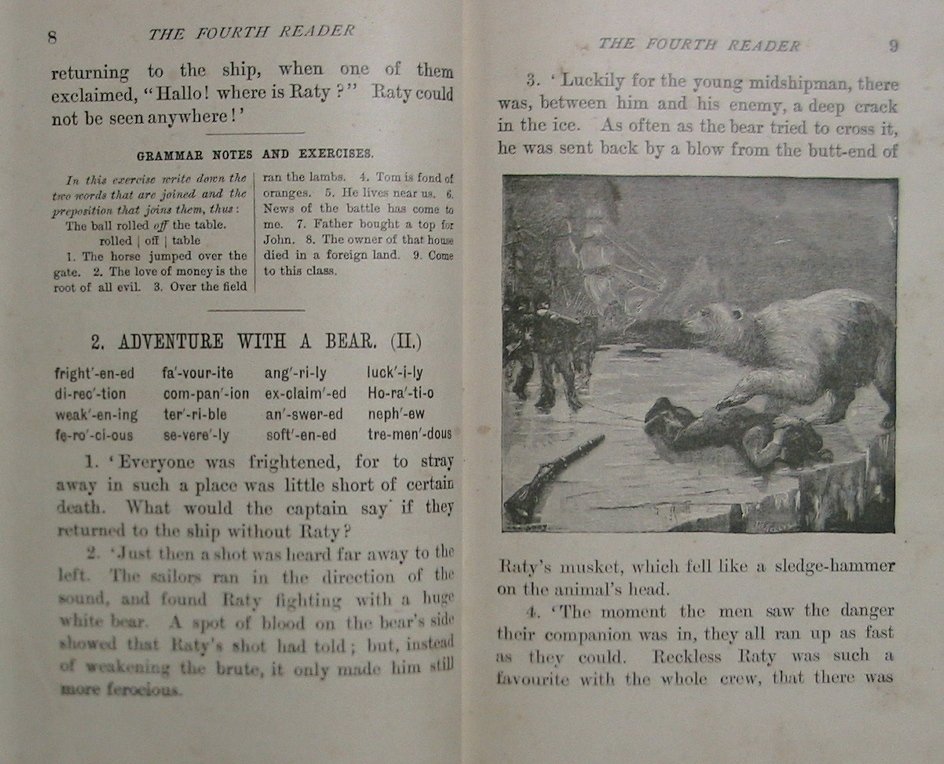 8
THE FOURTH READER
returning to the ship, when one of them
exclaimed, “Hallo! where is Raty?” Raty could
not be seen anywhere!’
GRAMMAR NOTES AND EXERCISES.
In this exercise write down the
two words that are joined and the
preposition that joins them, thus:
The ball rolled off the table.
rolled | off | table
1. The horse jumped over the
gate. 2. The love of money is the
root of all evil. 3. Over the field
ran the lambs. 4. Tom is fond of
oranges. 5. He lives near us. 6.
News of the battle has come to
me. 7. Father bought a top for
John. 8. The owner of that house
died in a foreign land. 9. Come
to this class.
2. ADVENTURE WITH A BEAR. (II.)
fright′-en-ed fa′-vour-ite ang′-ri-ly luck′-i-ly
di-rec′-tion com-pan′-ion ex-claim′-ed Ho-ra′-ti-o
weak′-en-ing ter′-ri-ble an′-swer-ed neph′-ew
fe-ro′-ci-ous se-vere′-ly soft′-en-ed tre-men′-dous
1. ‘Everyone was frightened, for to stray
away in such a place was little short of certain
death. What would the captain say if they
returned to the ship without Raty?
2. ‘Just then a shot was heard far away to the
left. The sailors ran in the direction of the
sound, and found Raty fighting with a huge
white bear. A spot of blood on the bear’s side
showed that Raty’s shot had told; but, instead
of weakening the brute, it only made him still
more ferocious.
THE FOURTH READER
9
3. ‘Luckily for the young midshipman, there
was, between him and his enemy, a deep crack
in the ice. As often as the bear tried to cross it,
he was sent back by a blow from the butt-end of
Raty’s musket, which fell like a sledge-hammer
on the animal’s head.
4. ‘The moment the men saw the danger
their companion was in, they all ran up as fast
as they could. Reckless Raty was such a
favourite with the whole crew, that there was